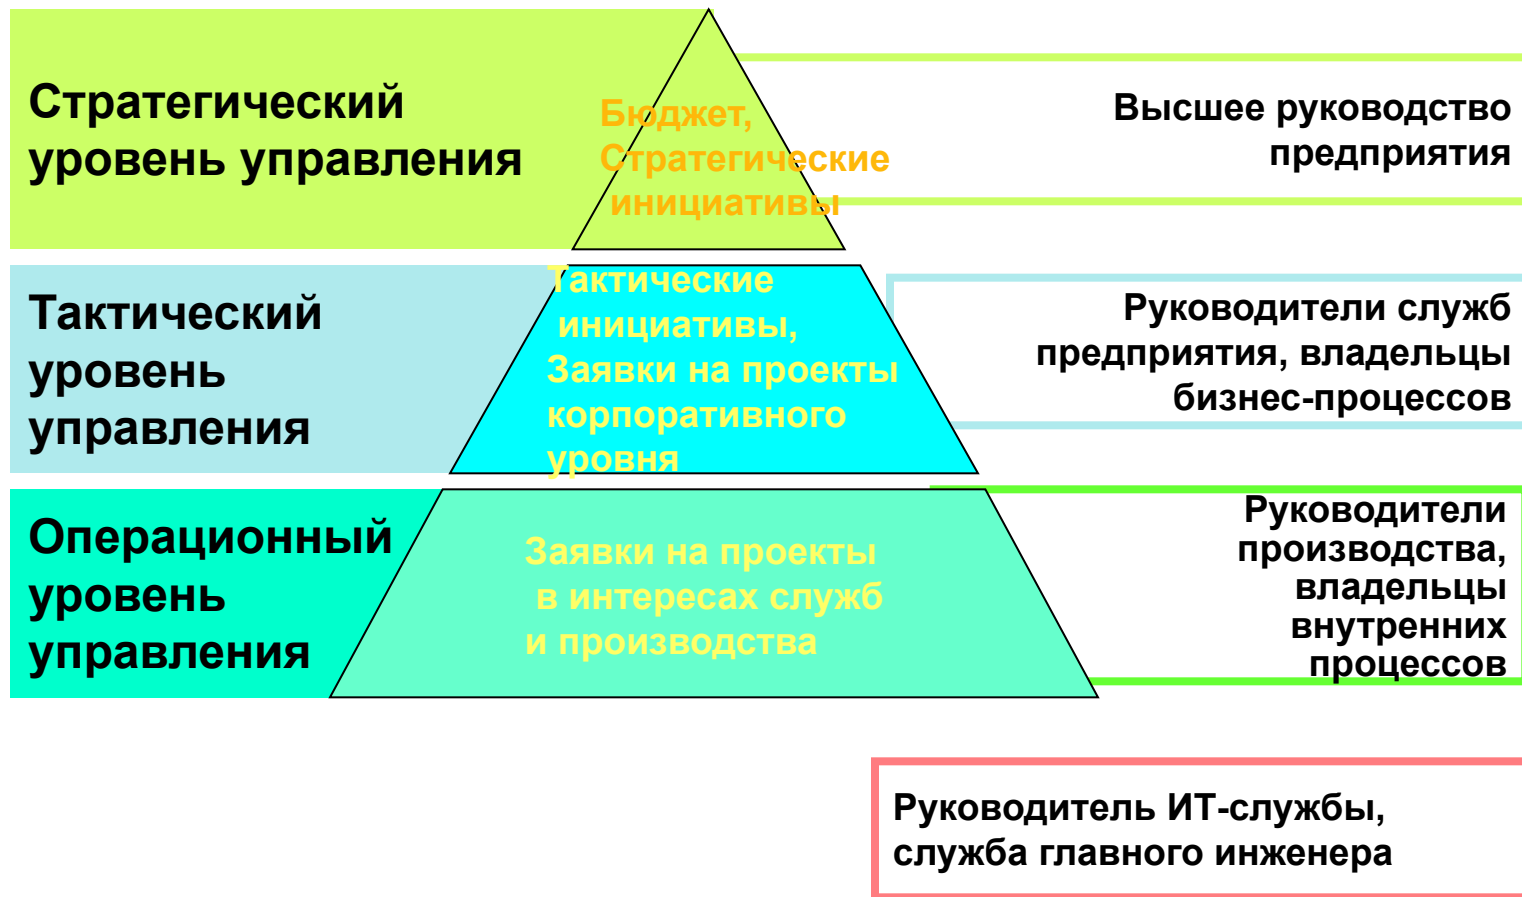 Стратегический
уровень управления
Бюджет,
Стратегические
инициативы
Высшее руководство
предприятия
Тактический
уровень
управления
Тактические
инициативы,
Заявки на проекты
корпоративного
уровня
Руководители служб
предприятия, владельцы
бизнес-процессов
Операционный
уровень
управления
Заявки на проекты
в интересах служб
и производства
Руководители
производства,
владельцы
внутренних
процессов
Руководитель ИТ-службы,
служба главного инженера